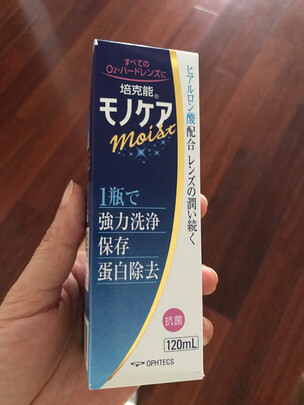 すべての
O₂・ハードレンズに
培克能®
モノケア
moist
ヒアルロン酸配合 レンズの潤い続く
1瓶で
強力洗浄
保存
蛋白除去
抗菌
120mL
OPHTECS